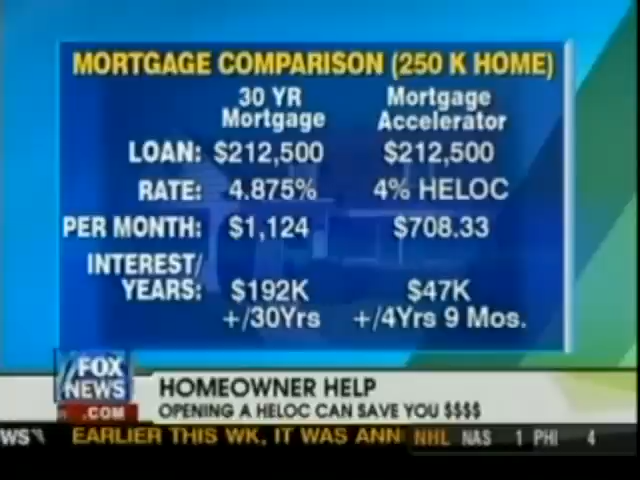 MORTGAGE COMPARISON (250 K HOME)
30 YR Mortgage
Mortgage Accelerator
LOAN: $212,500 $212,500
RATE: 4.875% 4% HELOC
PER MONTH: $1,124 $708.33
INTEREST/
YEARS: $192K $47K
+/30Yrs +/4Yrs 9 Mos.
FOX NEWS .COM
HOMEOWNER HELP
OPENING A HELOC CAN SAVE YOU $$$$
WS EARLIER THIS WK, IT WAS ANN NHL NAS 1 PHI 4